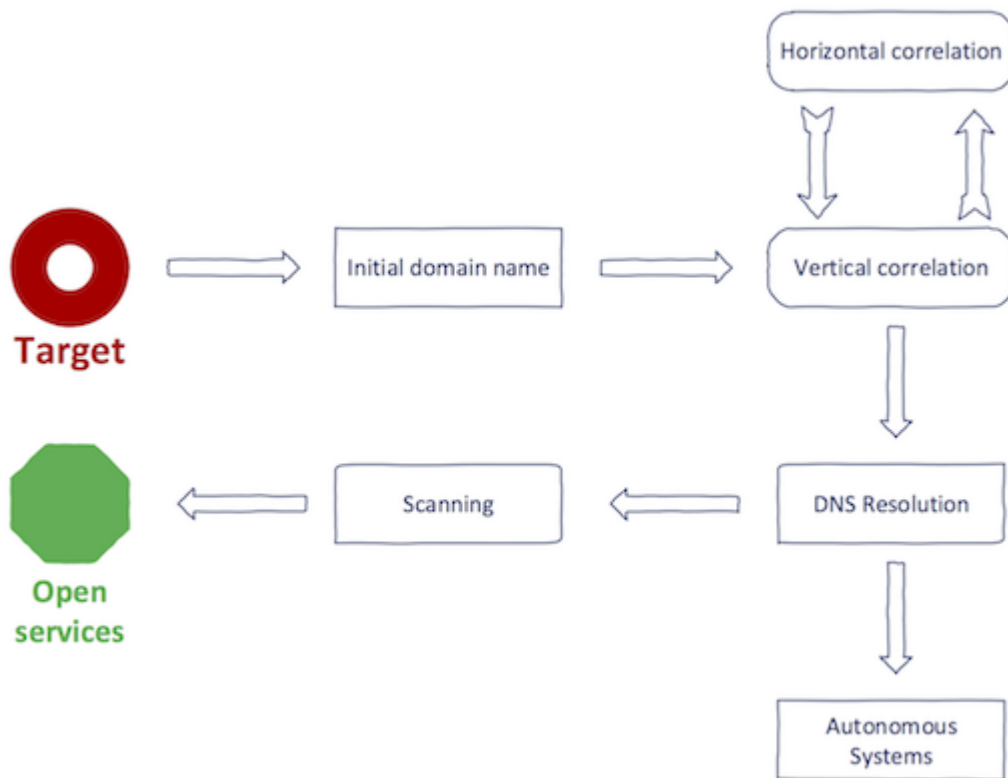 Horizontal correlation
Target
Initial domain name
Vertical correlation
Open
services
Scanning
DNS Resolution
Autonomous
Systems